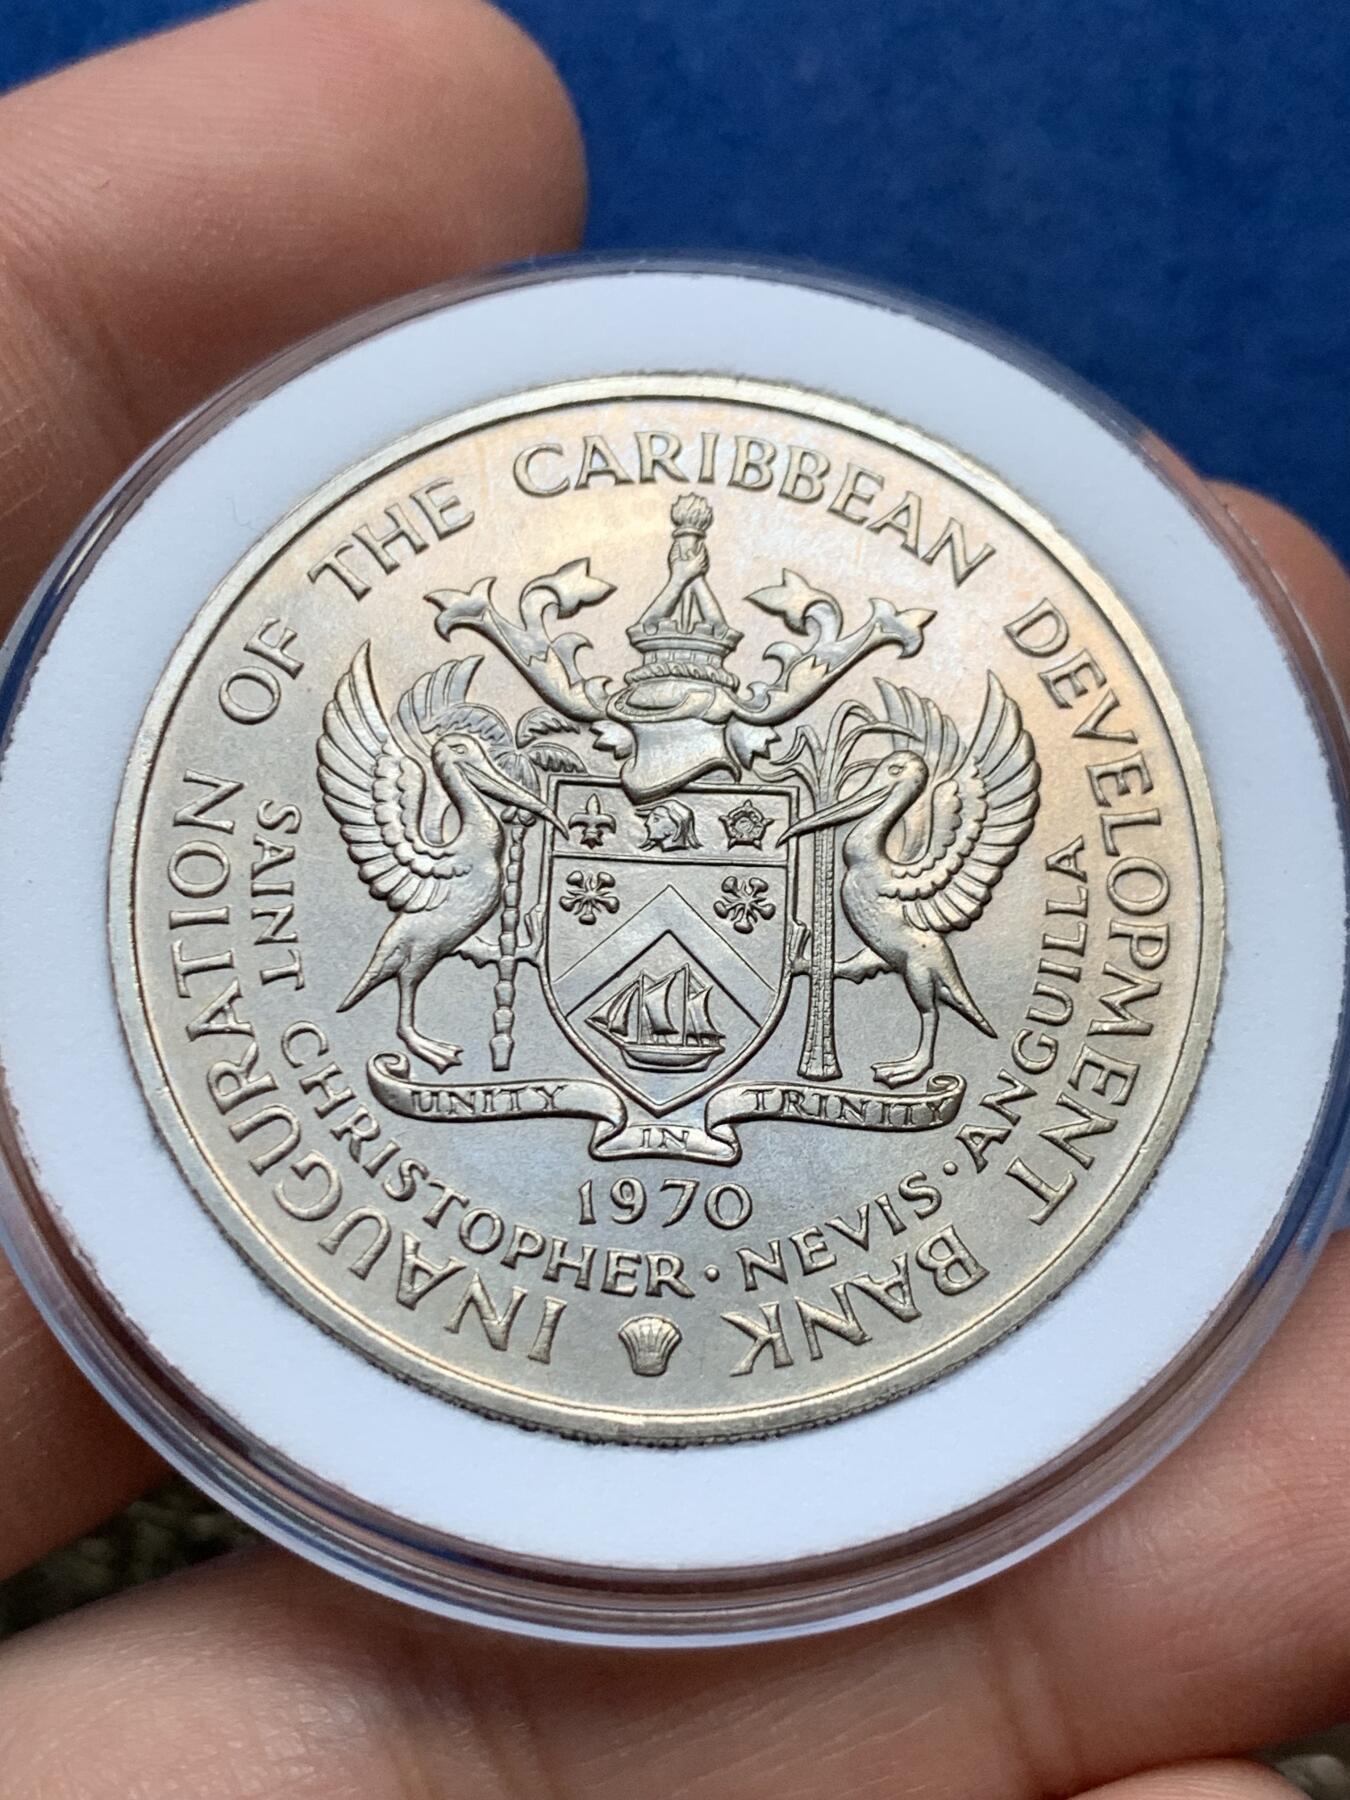 INAUGURATION OF THE CARIBBEAN DEVELOPMENT BANK
SAINT CHRISTOPHER · NEVIS · ANGUILLA
UNITY IN TRINITY
1970